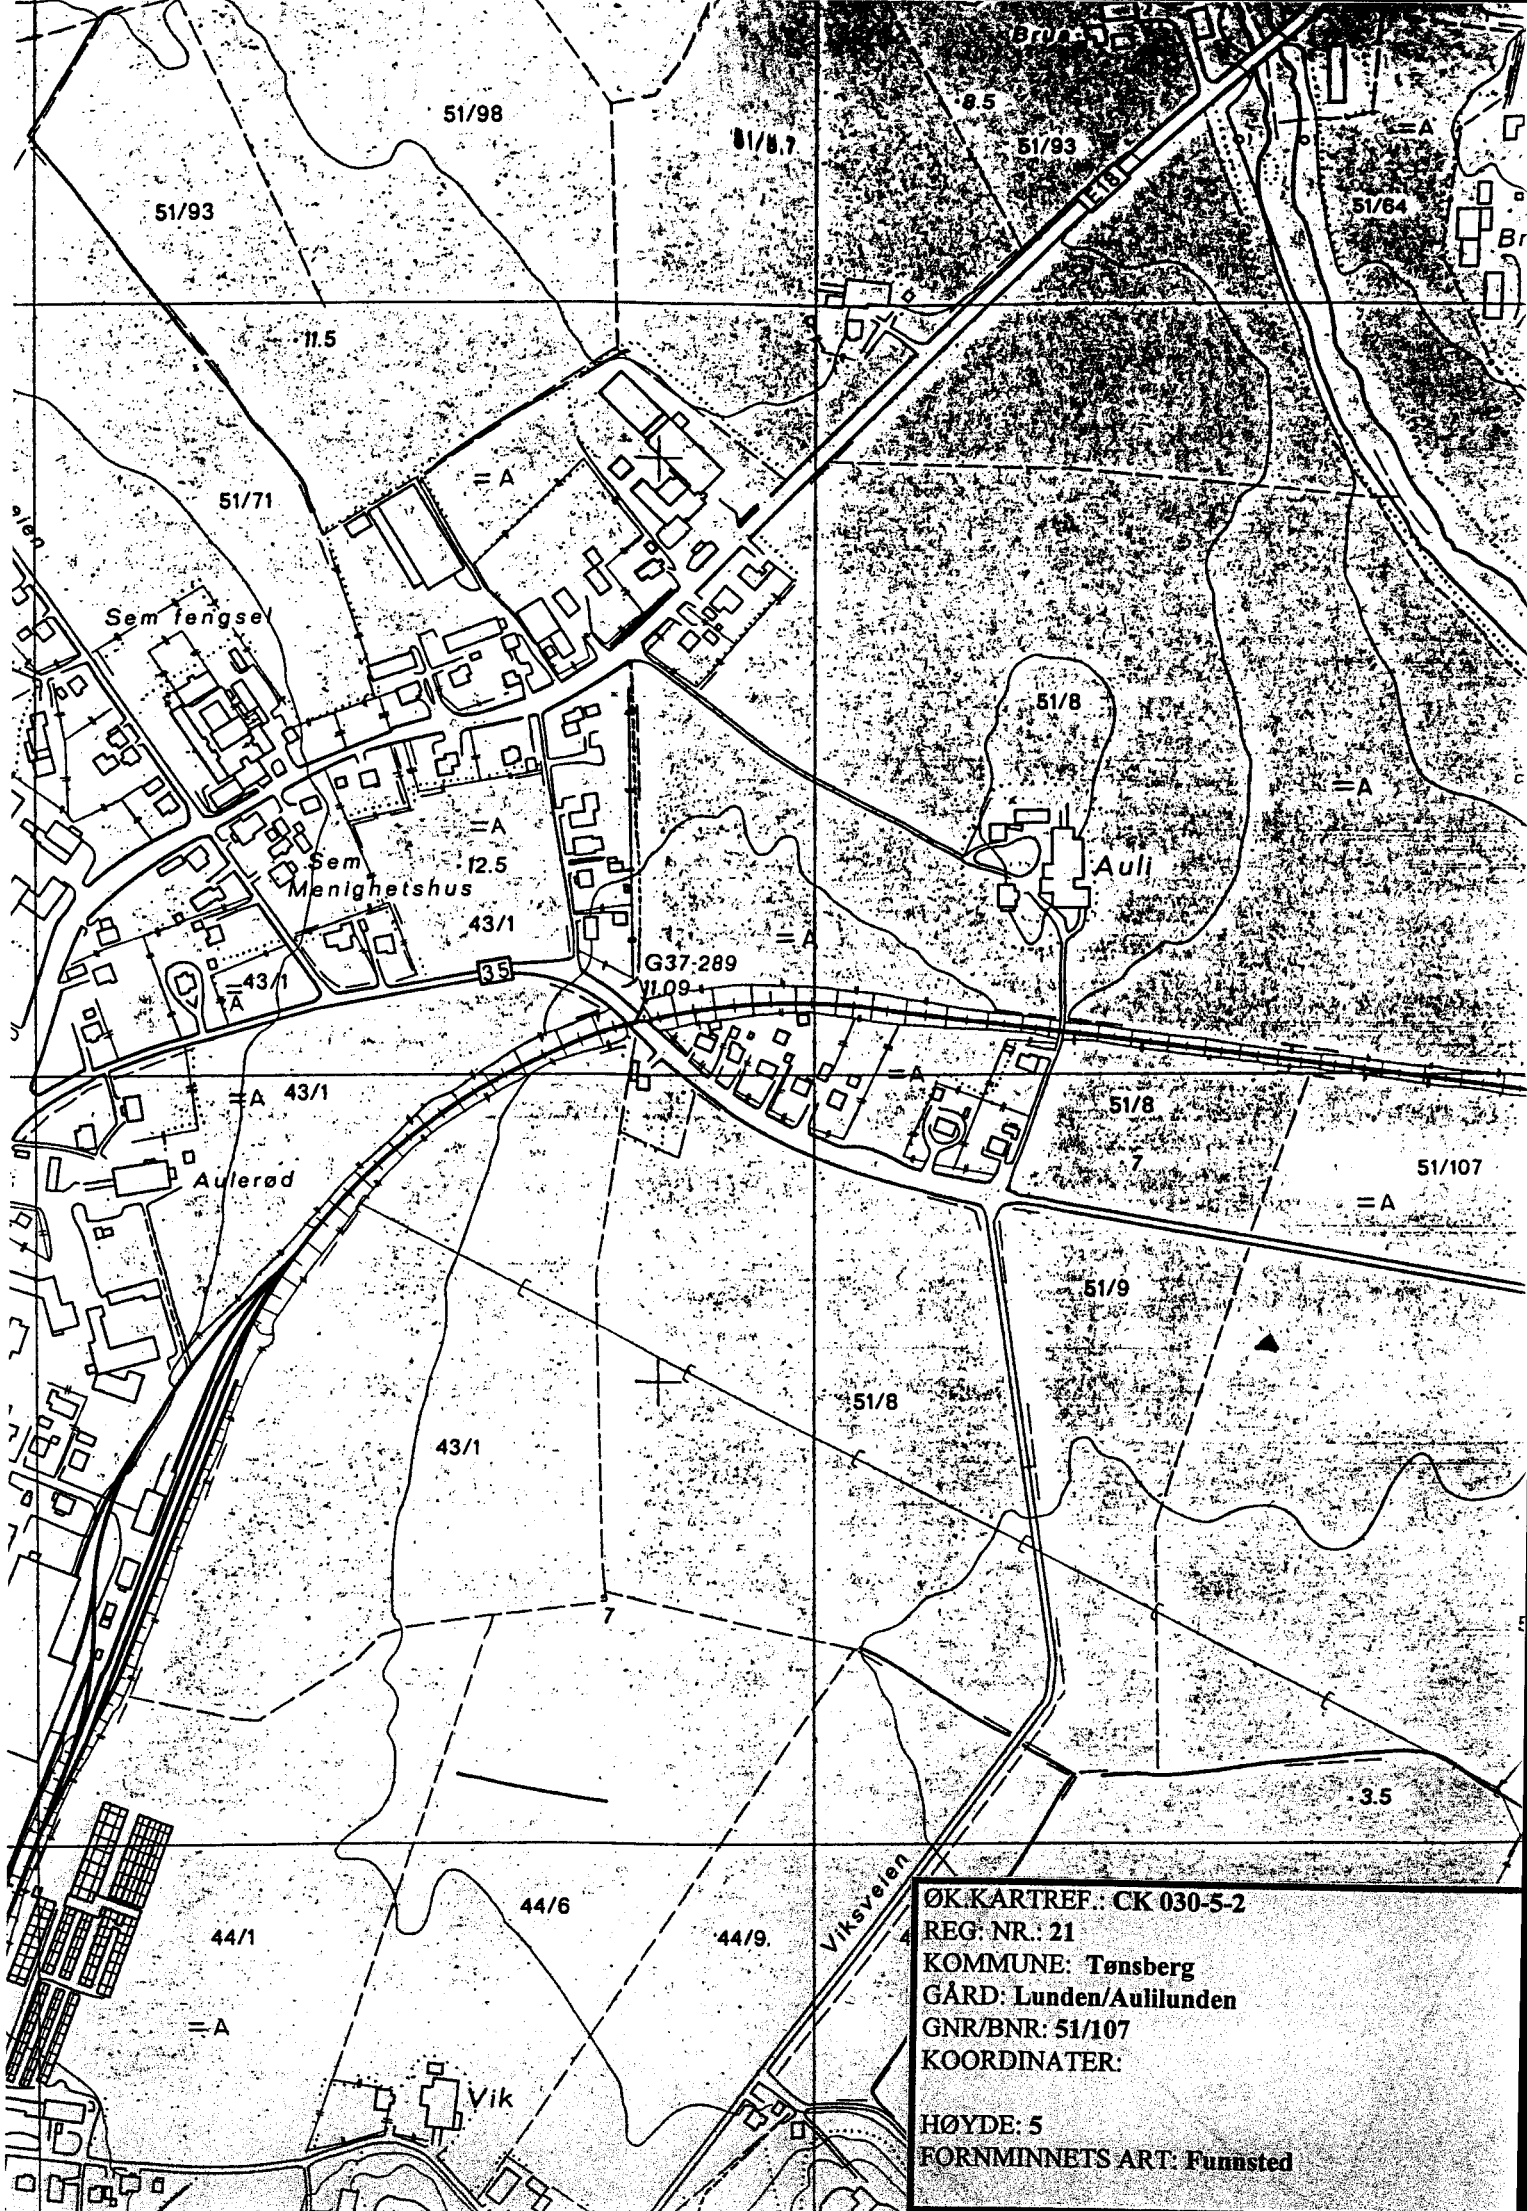 Brua
51/98
8.5
51/93
=A
E18
51/93
51/64
Br
11.5
=A
51/71
Sem fengsel
51/8
=A
=A
12.5
Sem
Menighetshus
Auli
43/1
=A
G37-289
11.09
35
43/1
=A
=A
43/1
=A
51/8
7
51/107
=A
Aulerød
51/9
51/8
43/1
7
3.5
Viksveien
44/6
44/1
44/9
4
=A
Vik
ØK.KARTREF.: CK 030-5-2
REG. NR.: 21
KOMMUNE: Tønsberg
GÅRD: Lunden/Aulilunden
GNR/BNR: 51/107
KOORDINATER:
HØYDE: 5
FORNMINNETS ART: Funnsted